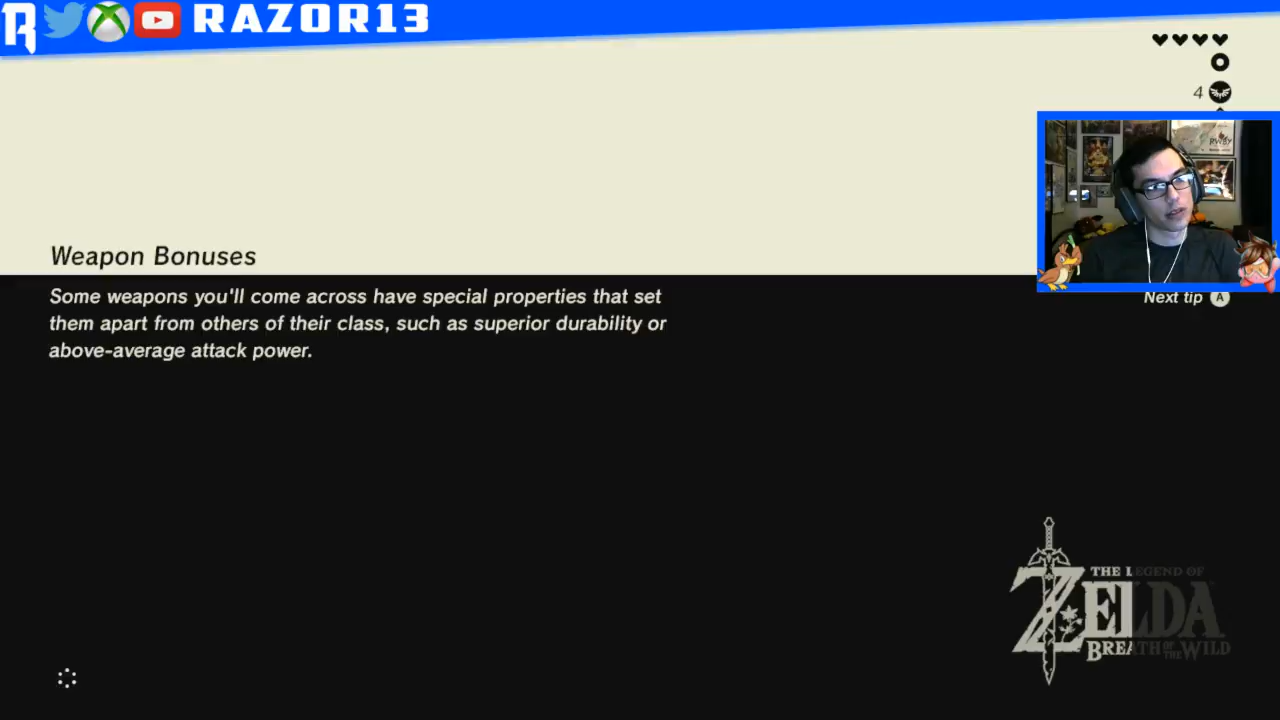 RAZOR13
4
RWBY
Weapon Bonuses
Some weapons you'll come across have special properties that set
them apart from others of their class, such as superior durability or
above-average attack power.
Next tip A
THE LEGEND OF
ZELDA
BREATH OF THE WILD